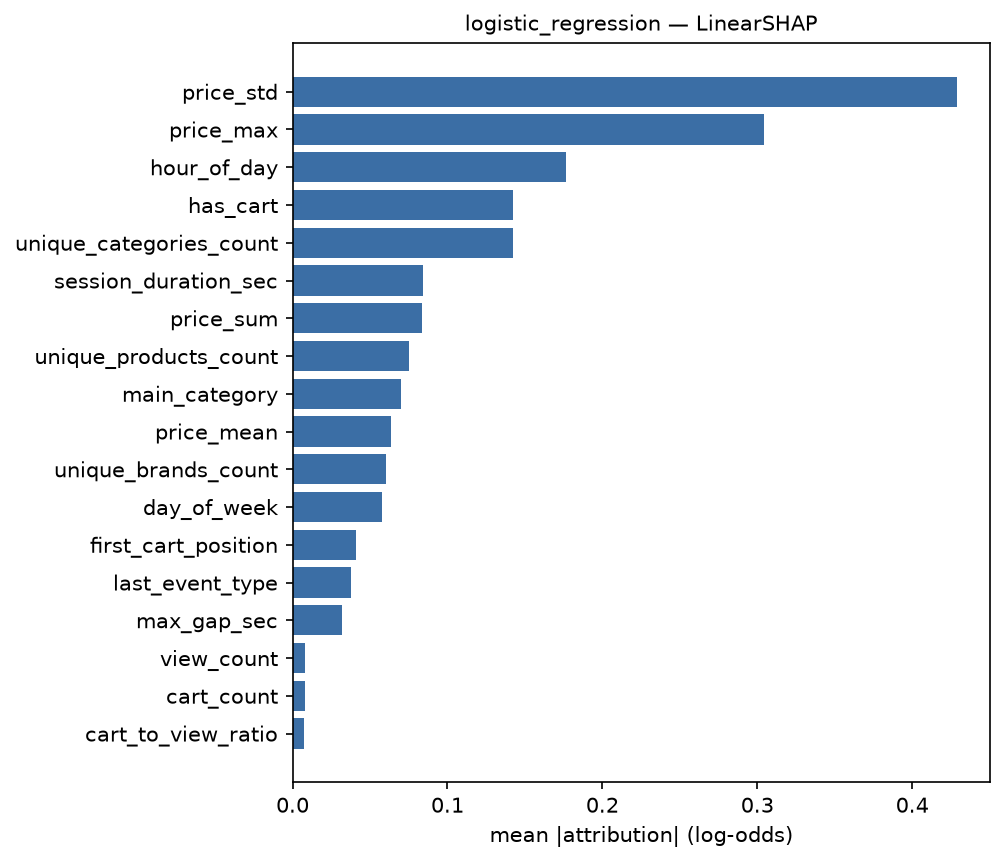 logistic_regression — LinearSHAP
price_std
price_max
hour_of_day
has_cart
unique_categories_count
session_duration_sec
price_sum
unique_products_count
main_category
price_mean
unique_brands_count
day_of_week
first_cart_position
last_event_type
max_gap_sec
view_count
cart_count
cart_to_view_ratio
0.0 0.1 0.2 0.3 0.4
mean |attribution| (log-odds)